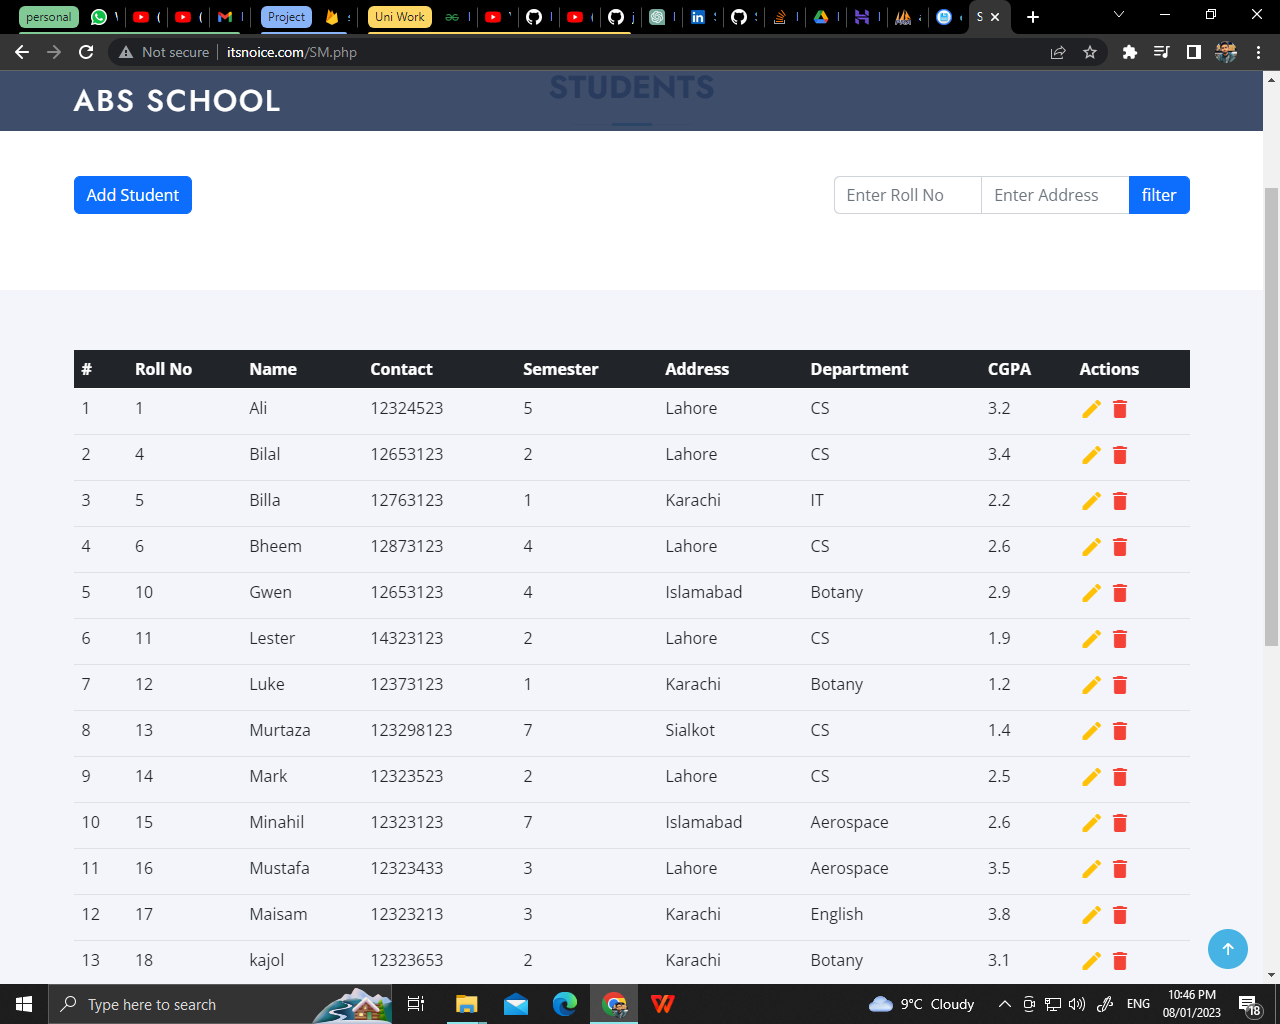 personal
Project
Uni Work
Not secure
itsnoice.com/SM.php
STUDENTS
ABS SCHOOL
Add Student
Enter Roll No Enter Address filter
# Roll No Name Contact Semester Address Department CGPA Actions
1 1 Ali 12324523 5 Lahore CS 3.2
2 4 Bilal 12653123 2 Lahore CS 3.4
3 5 Billa 12763123 1 Karachi IT 2.2
4 6 Bheem 12873123 4 Lahore CS 2.6
5 10 Gwen 12653123 4 Islamabad Botany 2.9
6 11 Lester 14323123 2 Lahore CS 1.9
7 12 Luke 12373123 1 Karachi Botany 1.2
8 13 Murtaza 123298123 7 Sialkot CS 1.4
9 14 Mark 12323523 2 Lahore CS 2.5
10 15 Minahil 12323123 7 Islamabad Aerospace 2.6
11 16 Mustafa 12323433 3 Lahore Aerospace 3.5
12 17 Maisam 12323213 3 Karachi English 3.8
13 18 kajol 12323653 2 Karachi Botany 3.1
Type here to search
9°C Cloudy
ENG
10:46 PM
08/01/2023
18